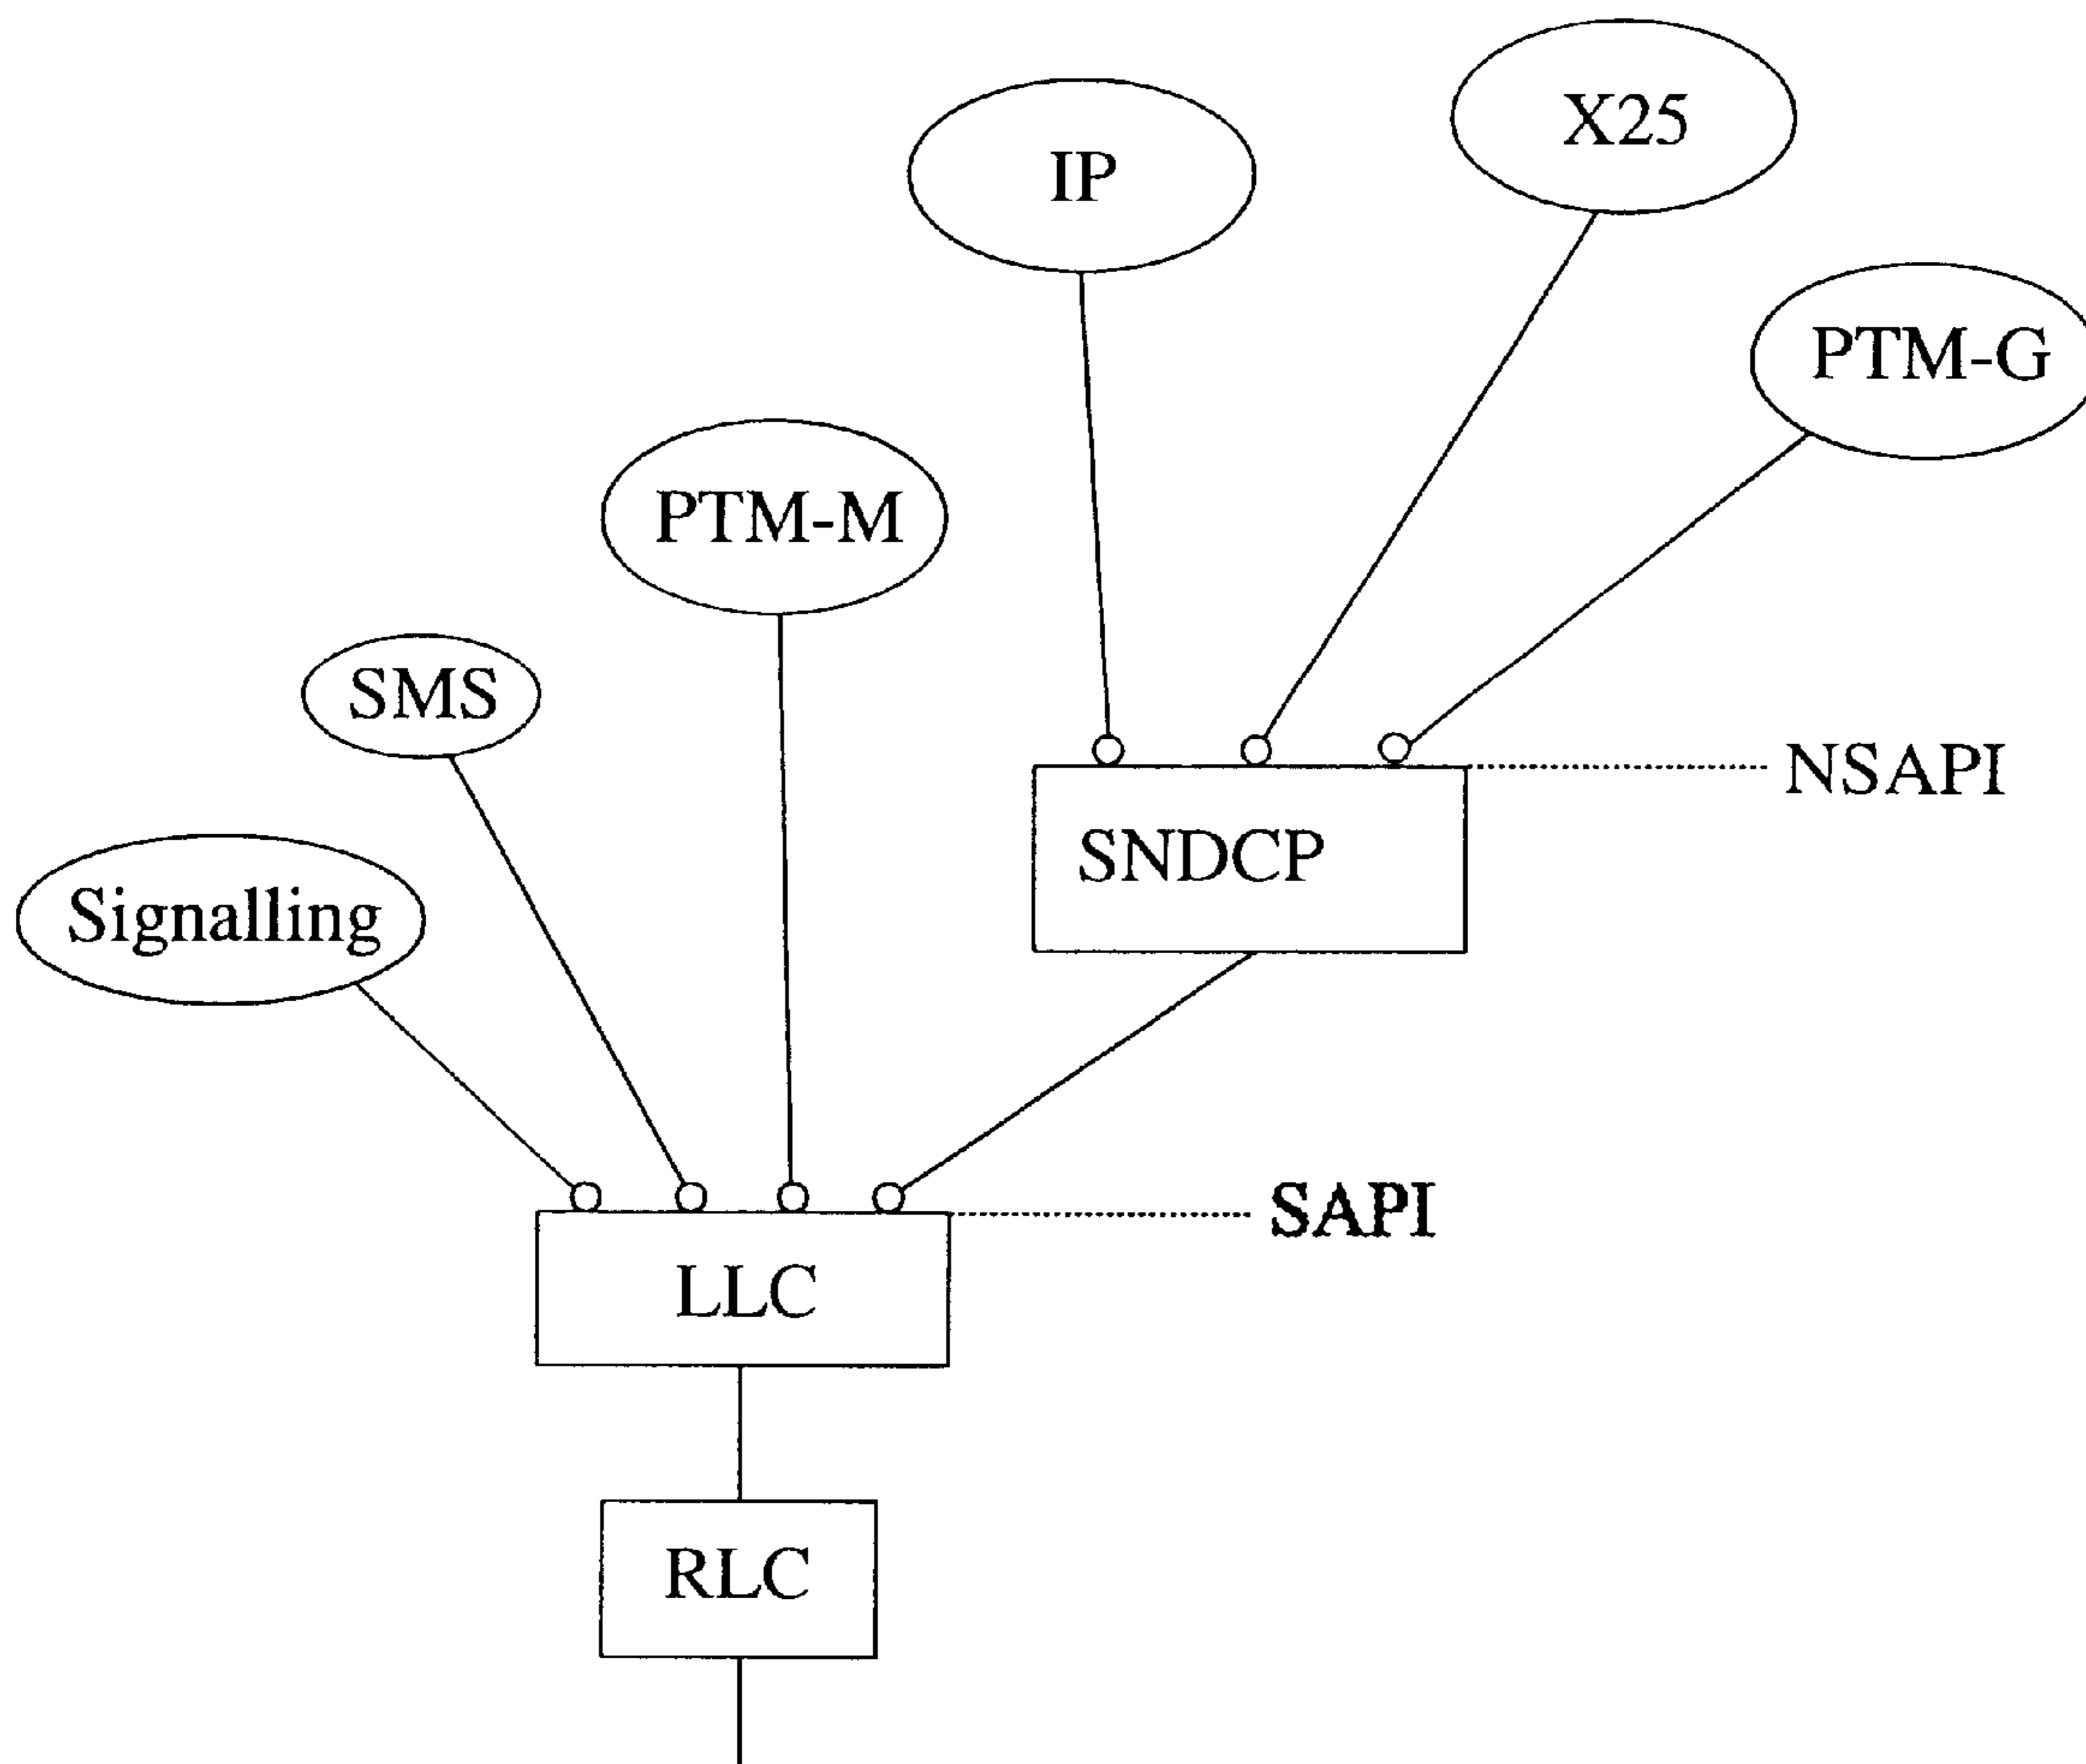 X25
IP
PTM-G
PTM-M
SMS
NSAPI
SNDCP
Signalling
SAPI
LLC
RLC